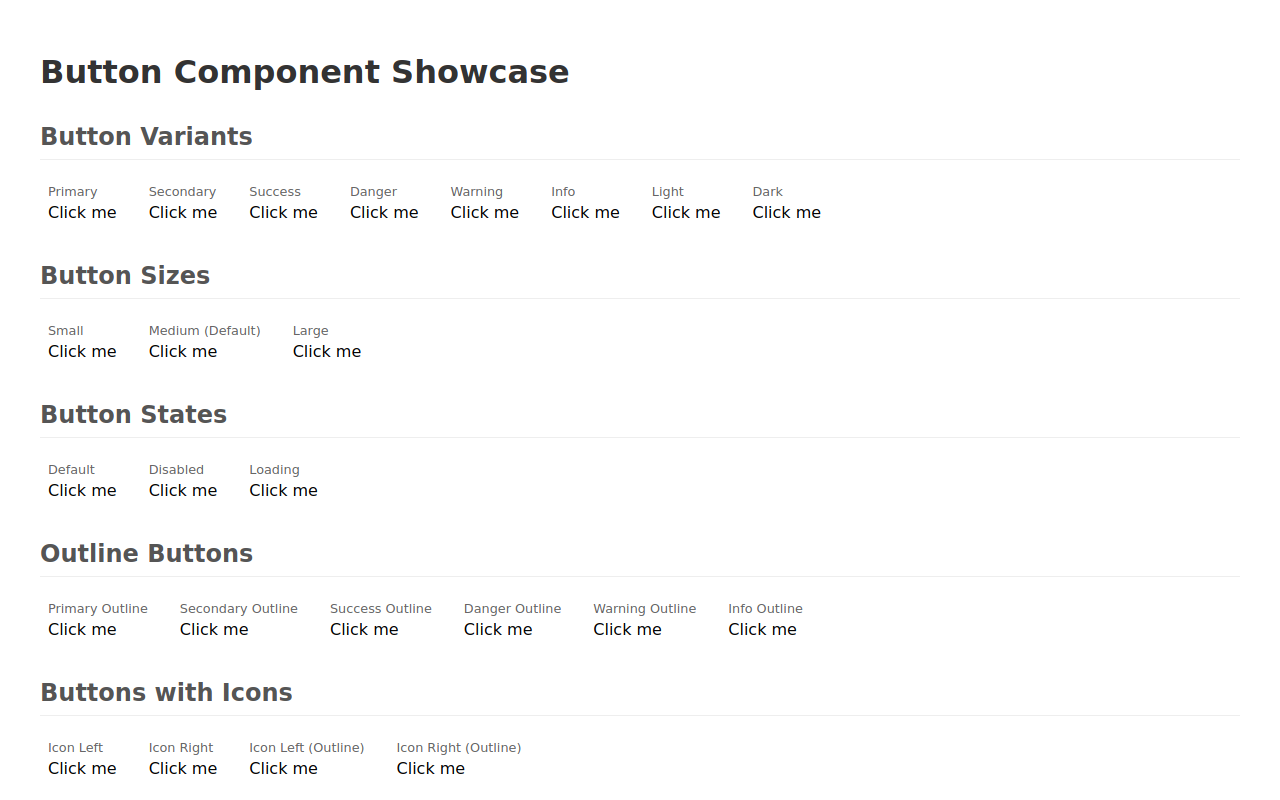 Button Component Showcase
Button Variants
Primary Secondary Success Danger Warning Info Light Dark
Click me Click me Click me Click me Click me Click me Click me Click me
Button Sizes
Small Medium (Default) Large
Click me Click me Click me
Button States
Default Disabled Loading
Click me Click me Click me
Outline Buttons
Primary Outline Secondary Outline Success Outline Danger Outline Warning Outline Info Outline
Click me Click me Click me Click me Click me Click me
Buttons with Icons
Icon Left Icon Right Icon Left (Outline) Icon Right (Outline)
Click me Click me Click me Click me